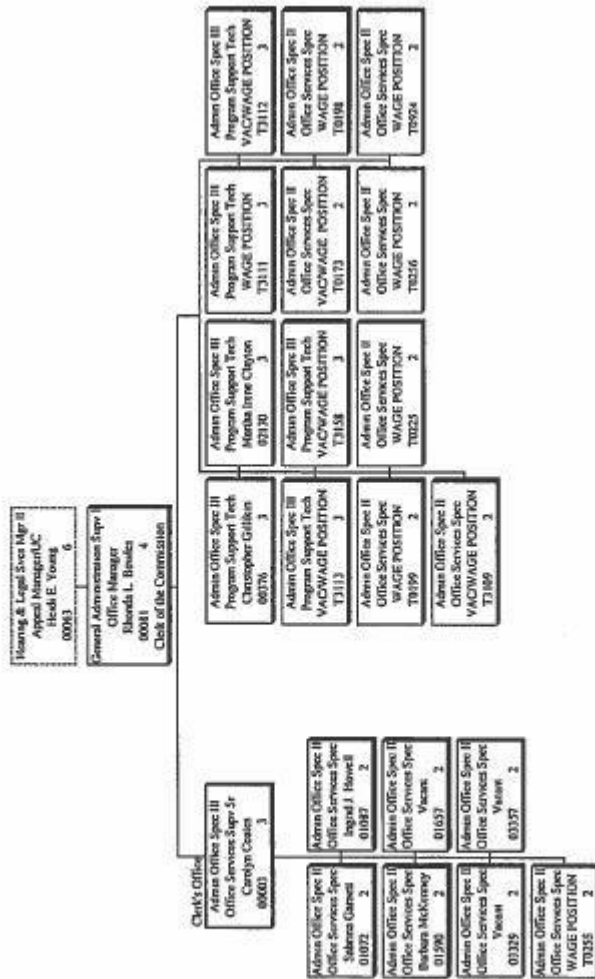 Hearing & Legal Svcs Mgr II
Appeal Manager/UC
Heidi E. Young
00063 6
General Administration Supv I
Office Manager
Rhonda L. Bowles
00081 4
Clerk of the Commission
Clerk's Office
Admin Office Spec III
Office Services Supv Sr
Carolyn Coates
00003 3
Admin Office Spec II
Office Services Spec
Sabrena Garnett
01072 2
Admin Office Spec II
Office Services Spec
Ingrid J. Howell
01087 2
Admin Office Spec II
Office Services Spec
Barbara McKenney
01590 2
Admin Office Spec II
Office Services Spec
Vacant
01657 2
Admin Office Spec II
Office Services Spec
Vacant
03329 2
Admin Office Spec II
Office Services Spec
Vacant
03357 2
Admin Office Spec II
Office Services Spec
WAGE POSITION
T0255 2
Admin Office Spec III
Program Support Tech
Christopher
00376 3
Admin Office Spec III
Program Support Tech
Martha Irene Clayton
02130 3
Admin Office Spec III
Program Support Tech
WAGE POSITION
T3111 3
Admin Office Spec III
Program Support Tech
VAC/WAGE POSITION
T3112 3
Admin Office Spec III
Program Support Tech
VAC/WAGE POSITION
T3113 3
Admin Office Spec III
Program Support Tech
VAC/WAGE POSITION
T3158 3
Admin Office Spec II
Office Services Spec
VAC/WAGE POSITION
T0173 2
Admin Office Spec II
Office Services Spec
WAGE POSITION
T0198 2
Admin Office Spec II
Office Services Spec
WAGE POSITION
T0199 2
Admin Office Spec II
Office Services Spec
WAGE POSITION
T0225 2
Admin Office Spec II
Office Services Spec
WAGE POSITION
T0256 2
Admin Office Spec II
Office Services Spec
WAGE POSITION
T0924 2
Admin Office Spec II
Office Services Spec
VAC/WAGE POSITION
T3109 2